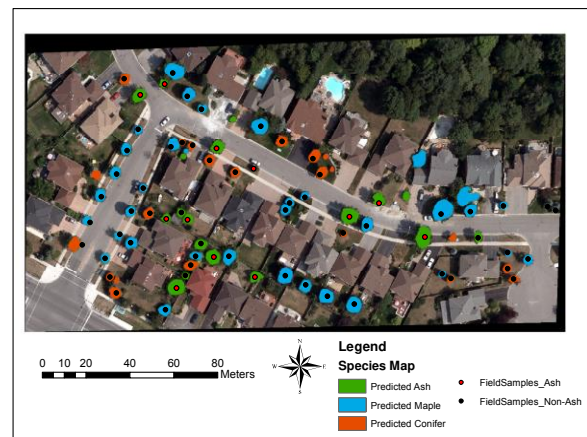 N
W E
S
0 10 20 40 60 80
Meters
Legend
Species Map
Predicted Ash
Predicted Maple
Predicted Conifer
FieldSamples_Ash
FieldSamples_Non-Ash